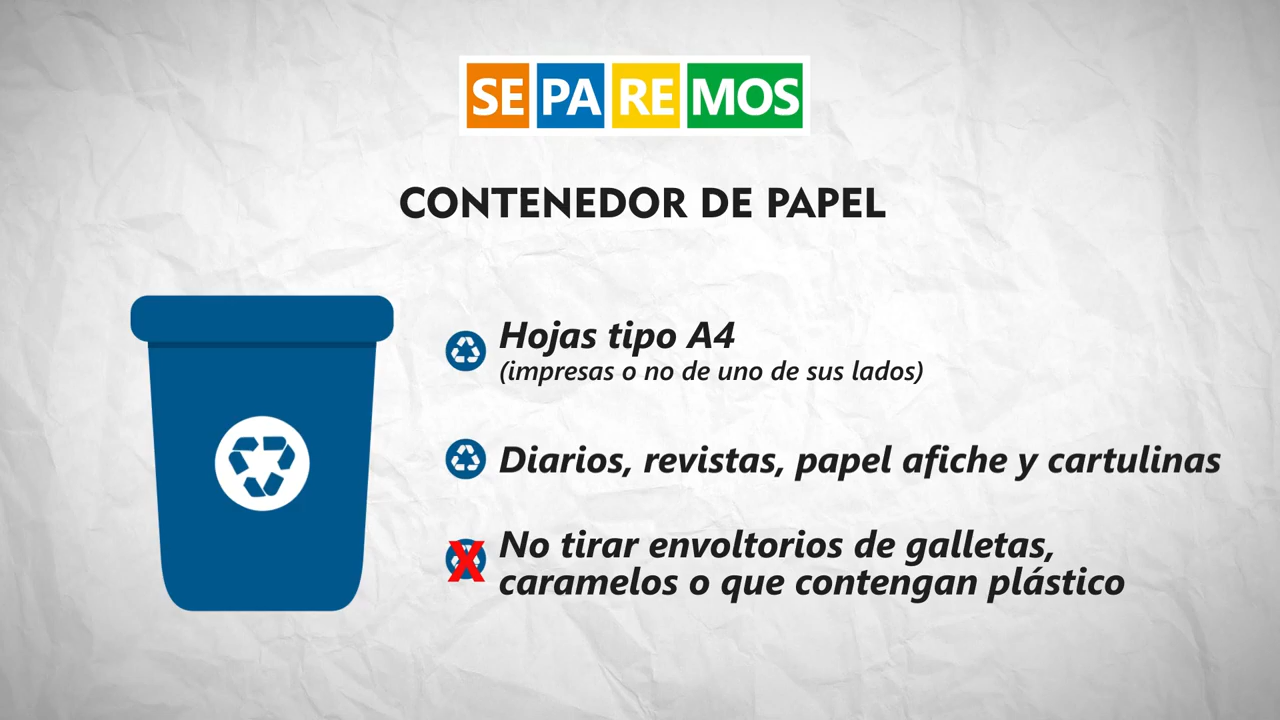 SEPAREMOS
CONTENEDOR DE PAPEL
Hojas tipo A4
(impresas o no de uno de sus lados)
Diarios, revistas, papel afiche y cartulinas
X No tirar envoltorios de galletas,
caramelos o que contengan plástico